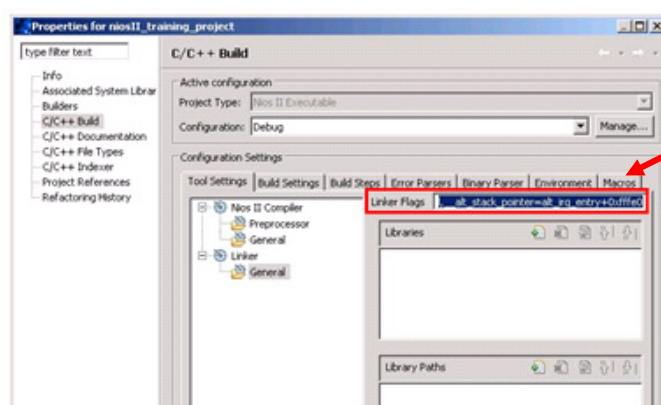 Properties for niosII_training_project
type filter text
C/C++ Build
Info
Associated System Librar
Builders
C/C++ Build
C/C++ Documentation
C/C++ File Types
C/C++ Indexer
Project References
Refactoring History
Active configuration
Project Type: Nios II Executable
Configuration: Debug
Manage...
Configuration Settings
Tool Settings Build Settings Build Steps Error Parsers Binary Parser Environment Macros
Nios II Compiler
Preprocessor
General
Linker
General
Linker Flags ),__alt_stack_pointer=alt_irq_entry+0xfffe0
Libraries
Library Paths